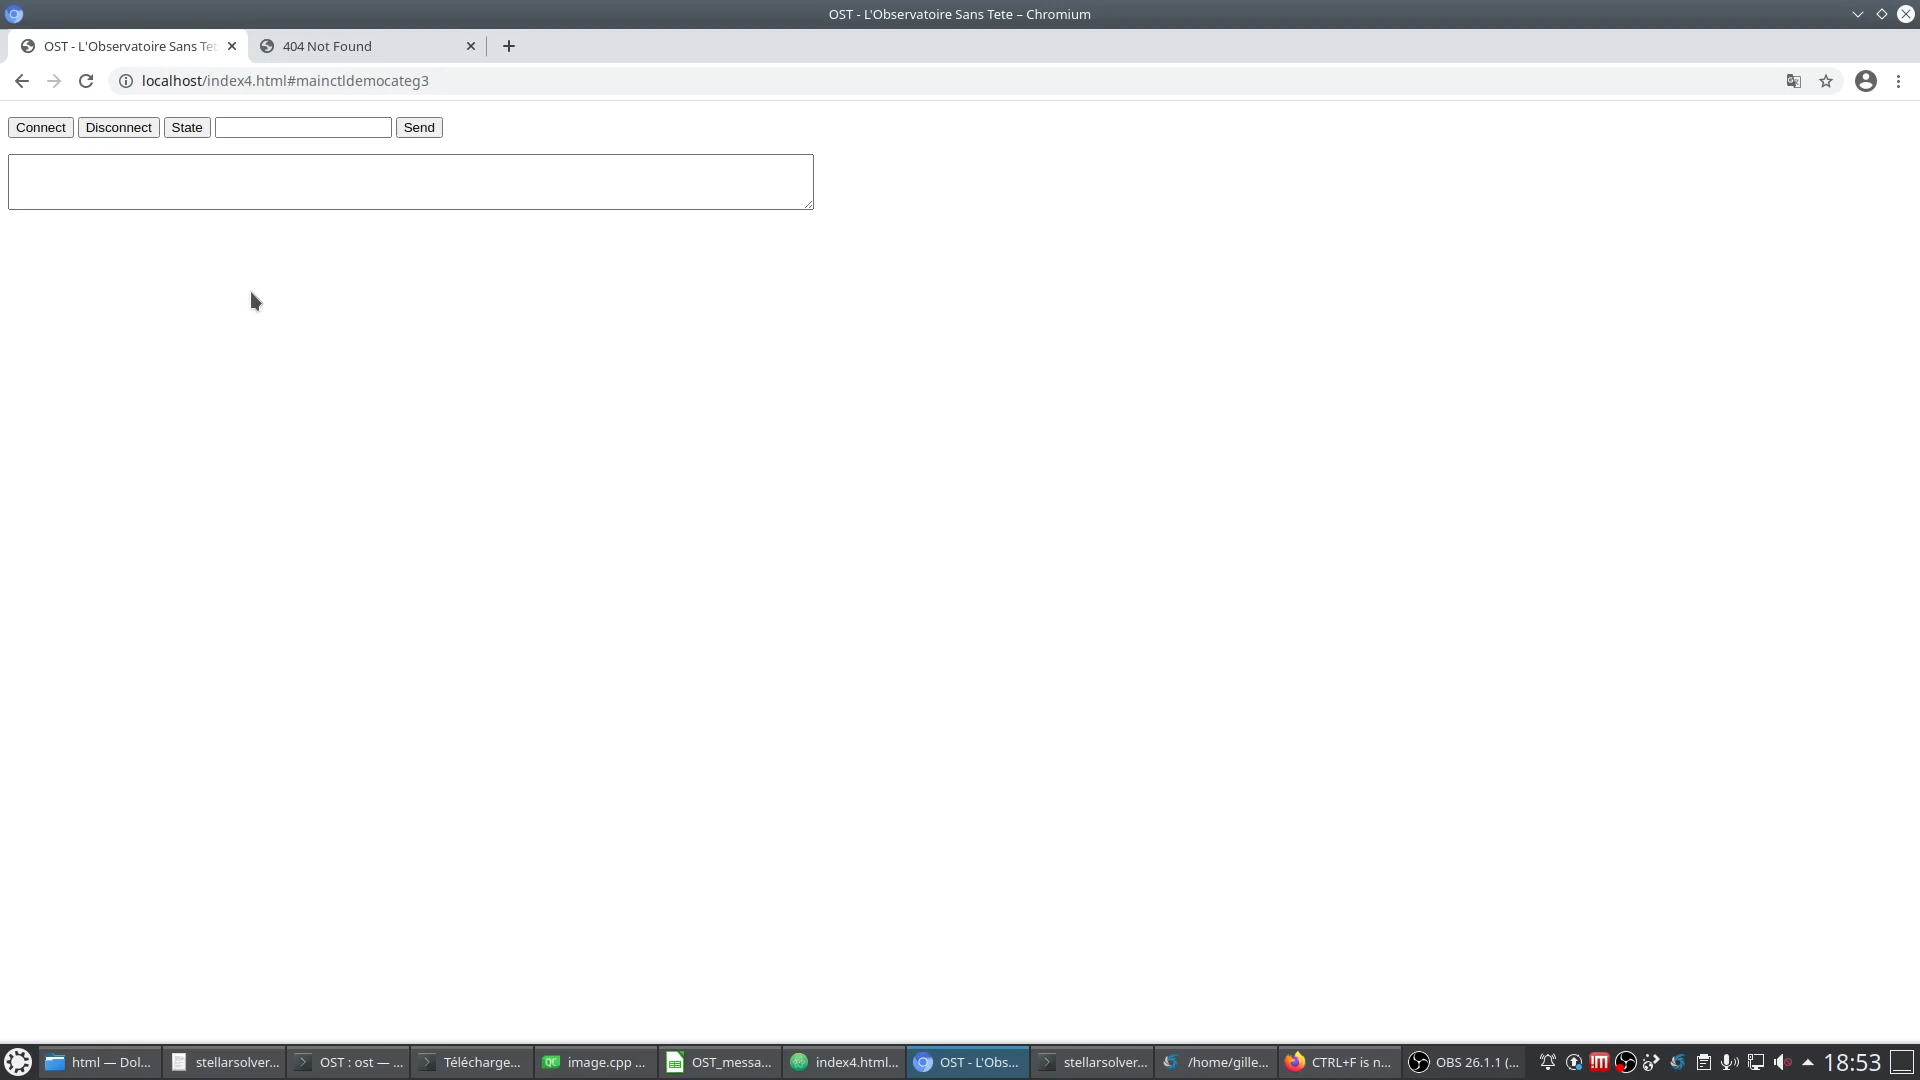 OST - L'Observatoire Sans Tete – Chromium
OST - L'Observatoire Sans Tet
404 Not Found
localhost/index4.html#mainctldemocateg3
Connect Disconnect State Send
html — Dol... stellarsolver... OST : ost — ... Télécharge... image.cpp ... OST_messa... index4.html... OST - L'Obs... stellarsolver... /home/gille... CTRL+F is n... OBS 26.1.1 (... 18:53